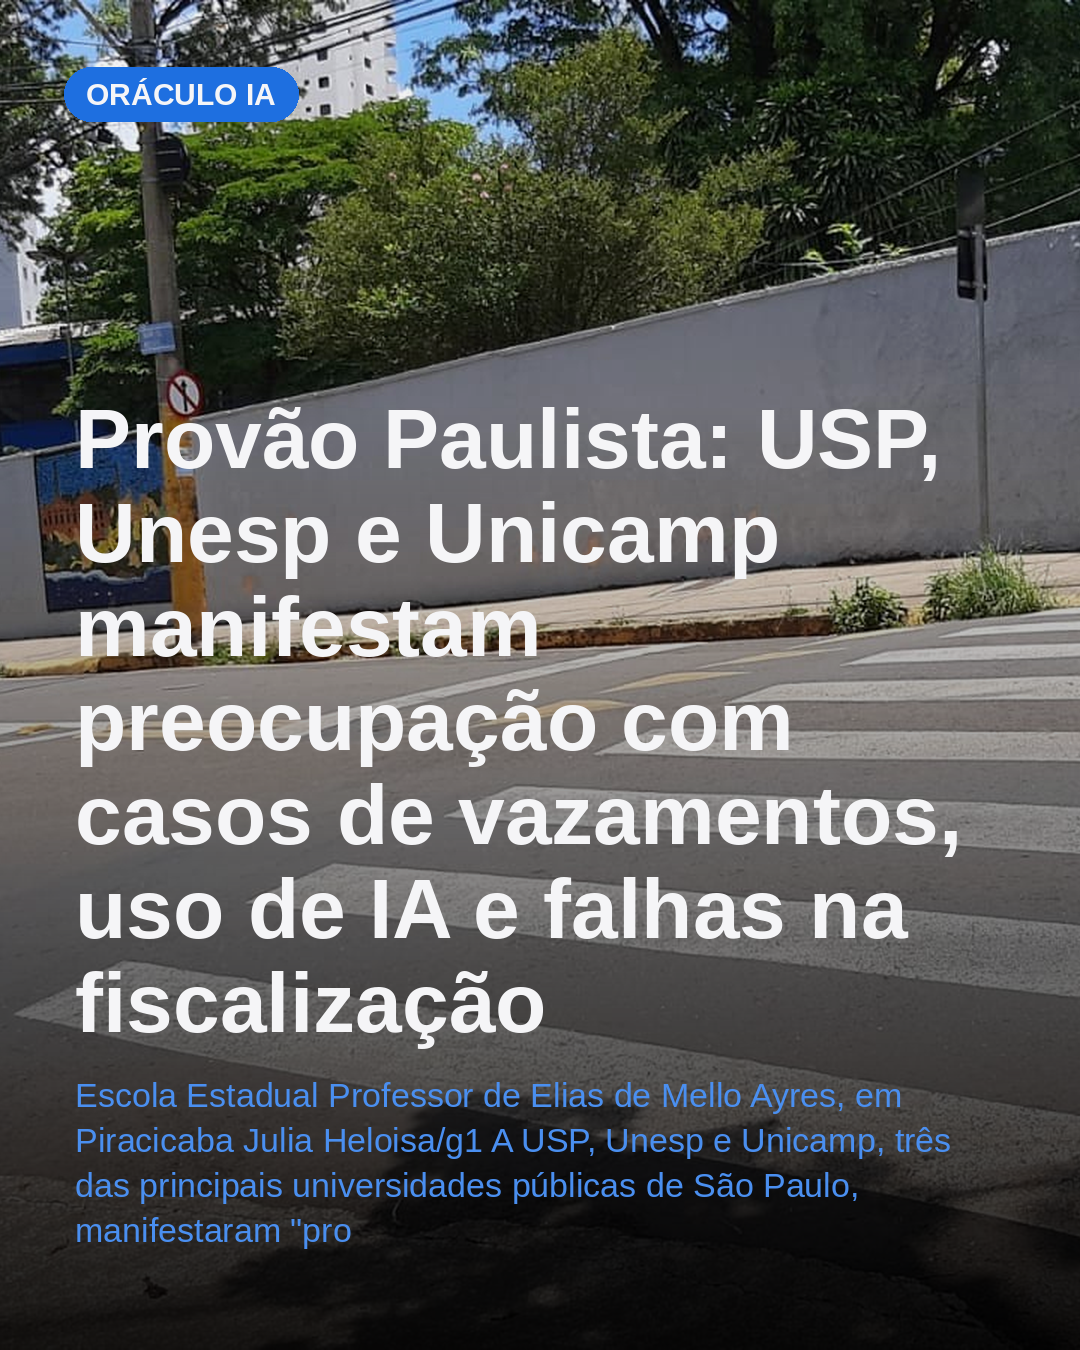 ORÁCULO IA
Provão Paulista: USP,
Unesp e Unicamp
manifestam
preocupação com
casos de vazamentos,
uso de IA e falhas na
fiscalização
Escola Estadual Professor de Elias de Mello Ayres, em
Piracicaba Julia Heloisa/g1 A USP, Unesp e Unicamp, três
das principais universidades públicas de São Paulo,
manifestaram "pro